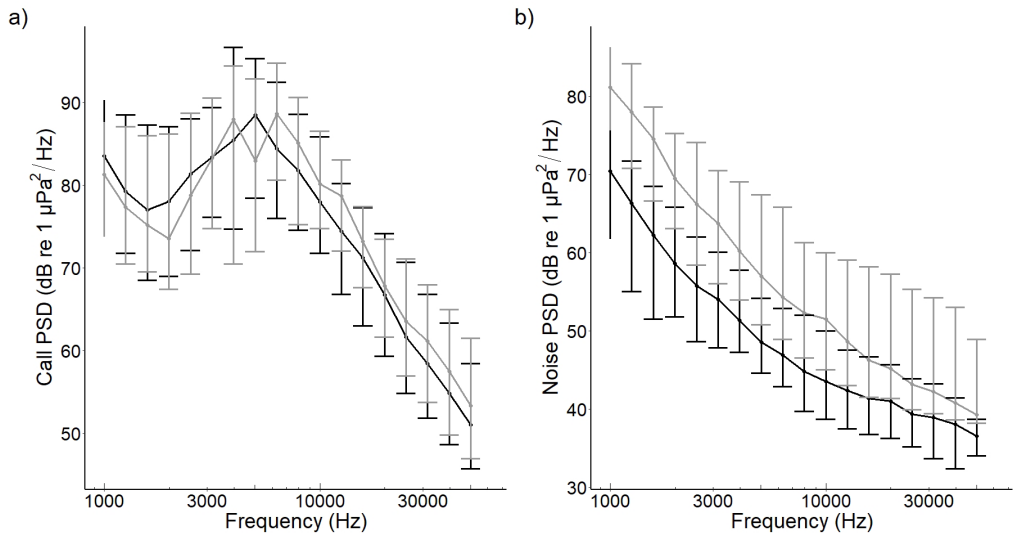 a)
Call PSD (dB re 1 µPa²/Hz)
90
80
70
60
50
1000 3000 10000 30000
Frequency (Hz)
b)
Noise PSD (dB re 1 µPa²/Hz)
80
70
60
50
40
30
1000 3000 10000 30000
Frequency (Hz)